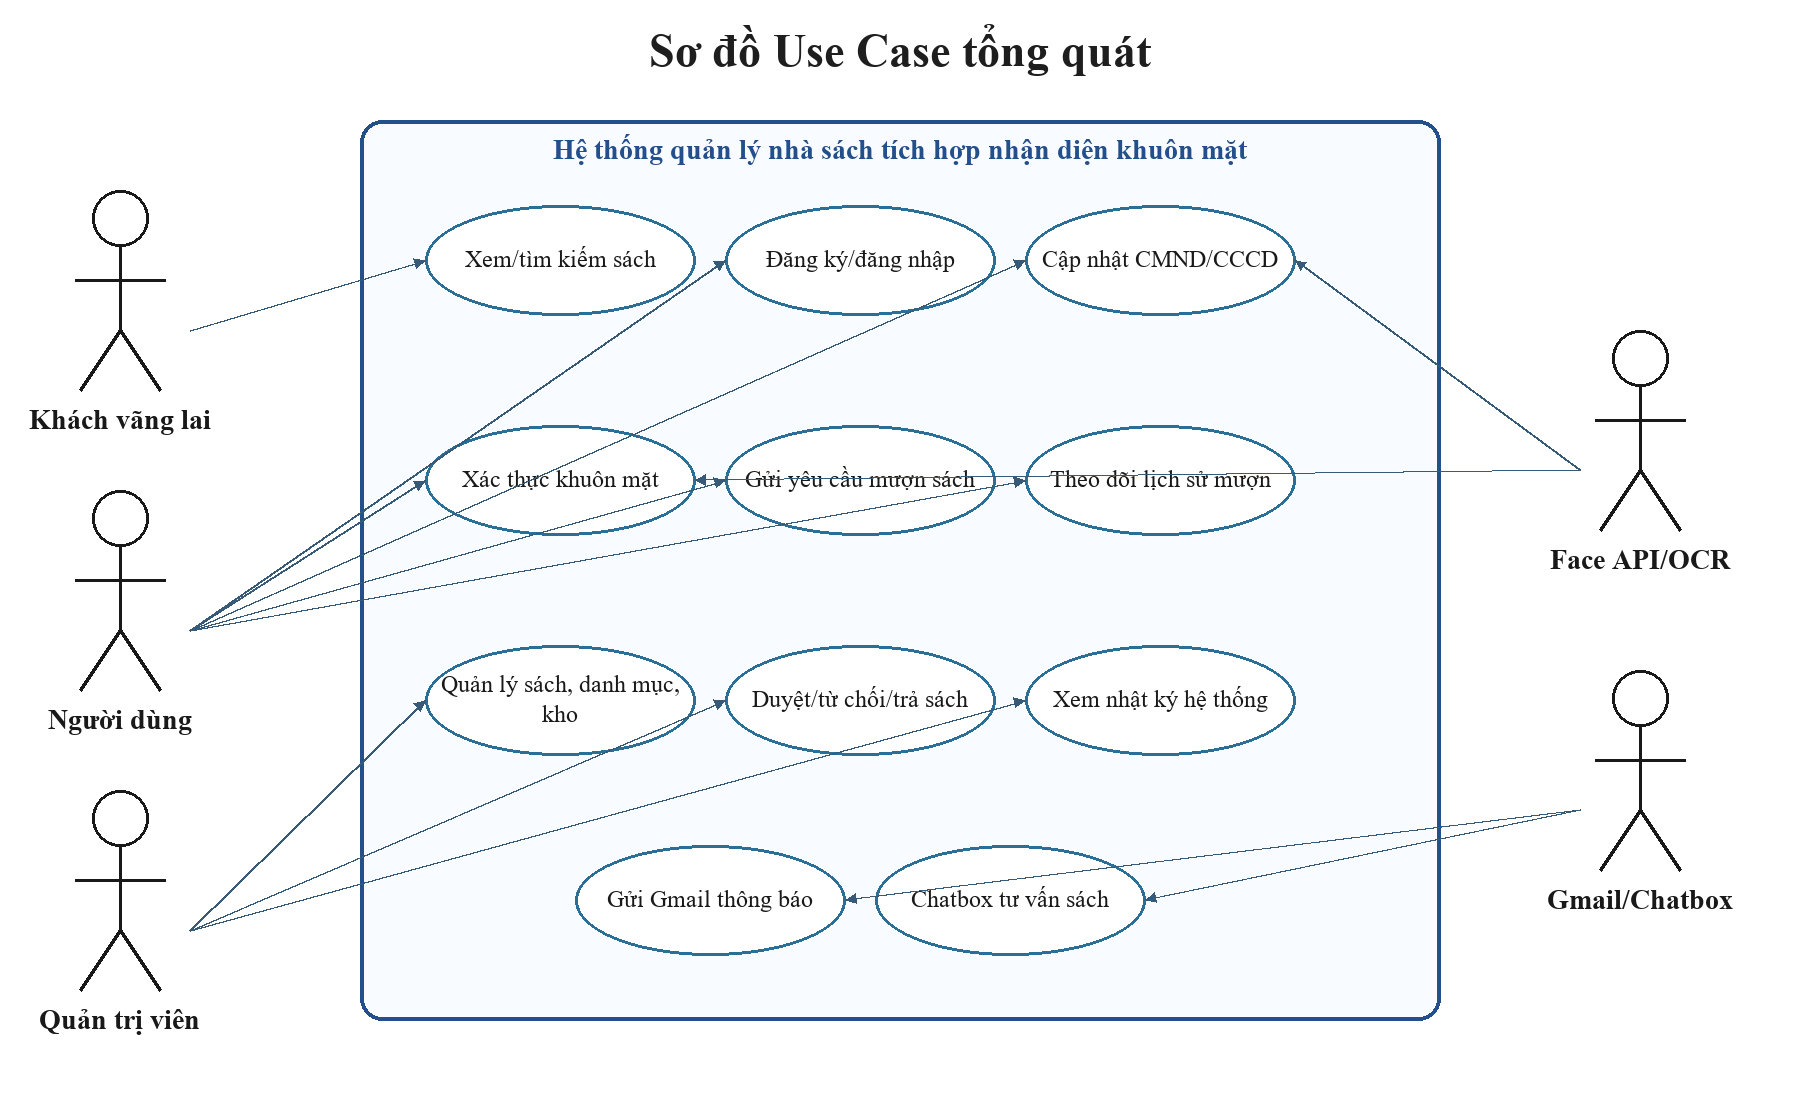 Sơ đồ Use Case tổng quát
Hệ thống quản lý nhà sách tích hợp nhận diện khuôn mặt
Xem/tìm kiếm sách
Đăng ký/đăng nhập
Cập nhật CMND/CCCD
Khách vãng lai
Xác thực khuôn mặt
Gửi yêu cầu mượn sách
Theo dõi lịch sử mượn
Face API/OCR
Người dùng
Quản lý sách, danh mục,
kho
Duyệt/từ chối/trả sách
Xem nhật ký hệ thống
Gửi Gmail thông báo
Chatbox tư vấn sách
Gmail/Chatbox
Quản trị viên